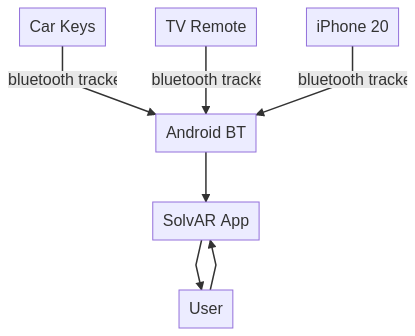 Car Keys
TV Remote
iPhone 20
bluetooth tracke
bluetooth tracke
bluetooth tracke
Android BT
SolvAR App
User